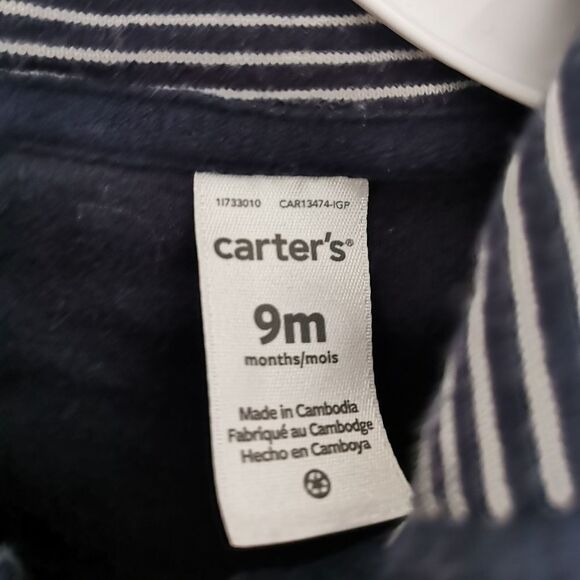 1I733010 CAR13474-IGP
carter's®
9m
months/mois
Made in Cambodia
Fabriqué au Cambodge
Hecho en Camboya